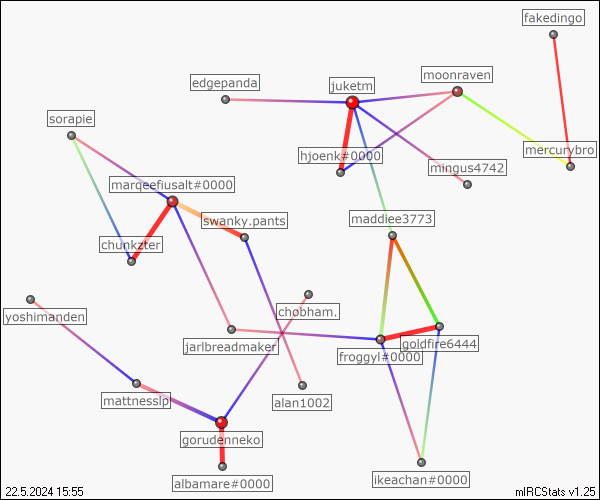 fakedingo
edgepanda
juketm
moonraven
sorapie
mercurybro
hjoenk#0000
mingus4742
marqeefiusalt#0000
swanky.pants
maddiee3773
chunkzter
chobham.
yoshimanden
jarlbreadmaker
goldfire6444
froggyl#0000
mattnesslp
alan1002
gorudenneko
albamare#0000
ikeachan#0000
22.5.2024 15:55
mIRCStats v1.25